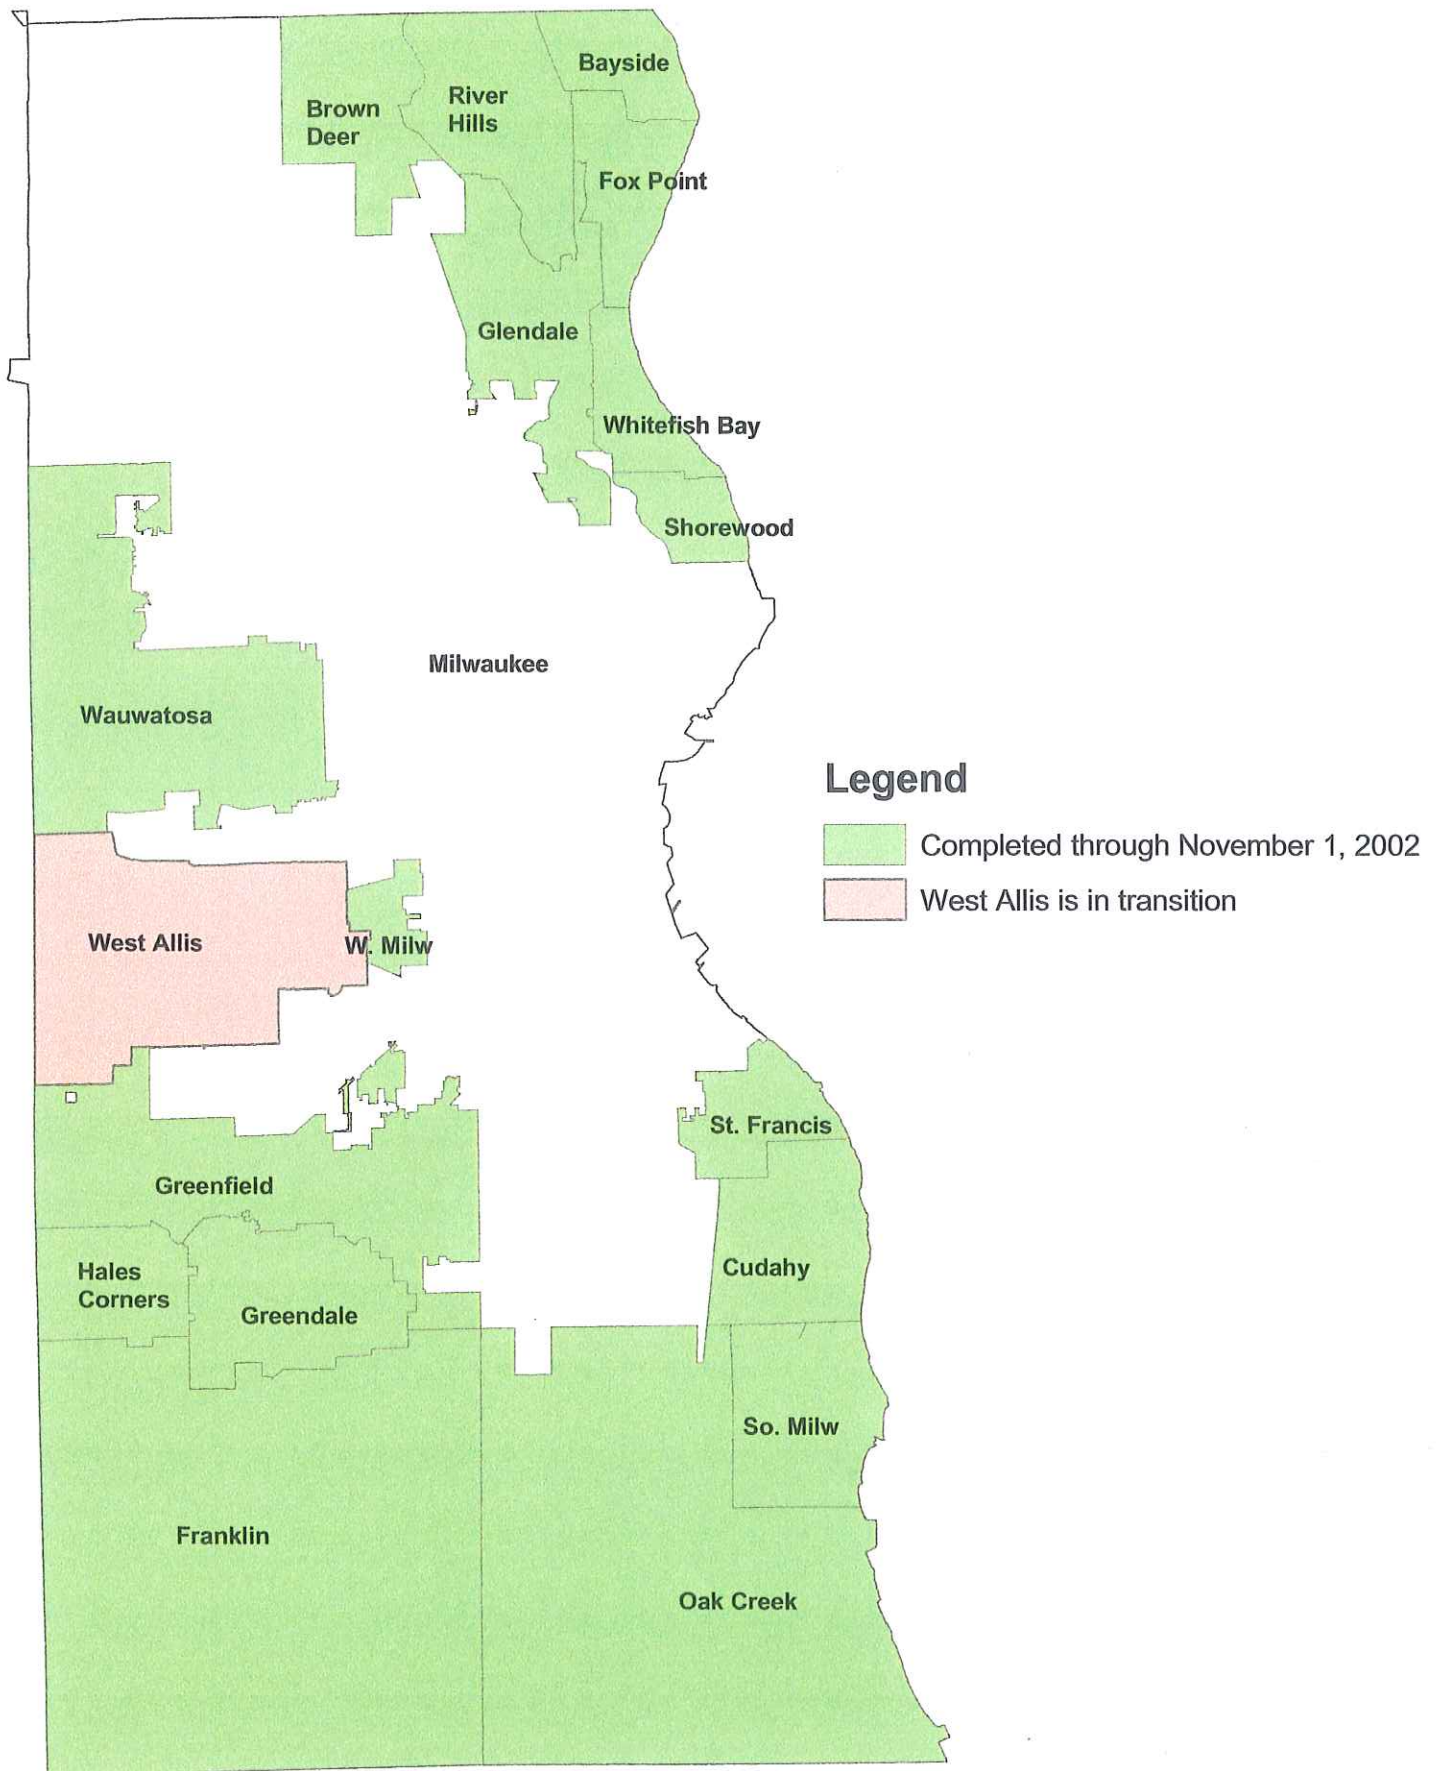 Bayside
Brown
Deer
River
Hills
Fox Point
Glendale
Whitefish Bay
Shorewood
Milwaukee
Wauwatosa
Legend
Completed through November 1, 2002
West Allis is in transition
West Allis
W. Milw
St. Francis
Greenfield
Hales
Corners
Cudahy
Greendale
So. Milw
Franklin
Oak Creek